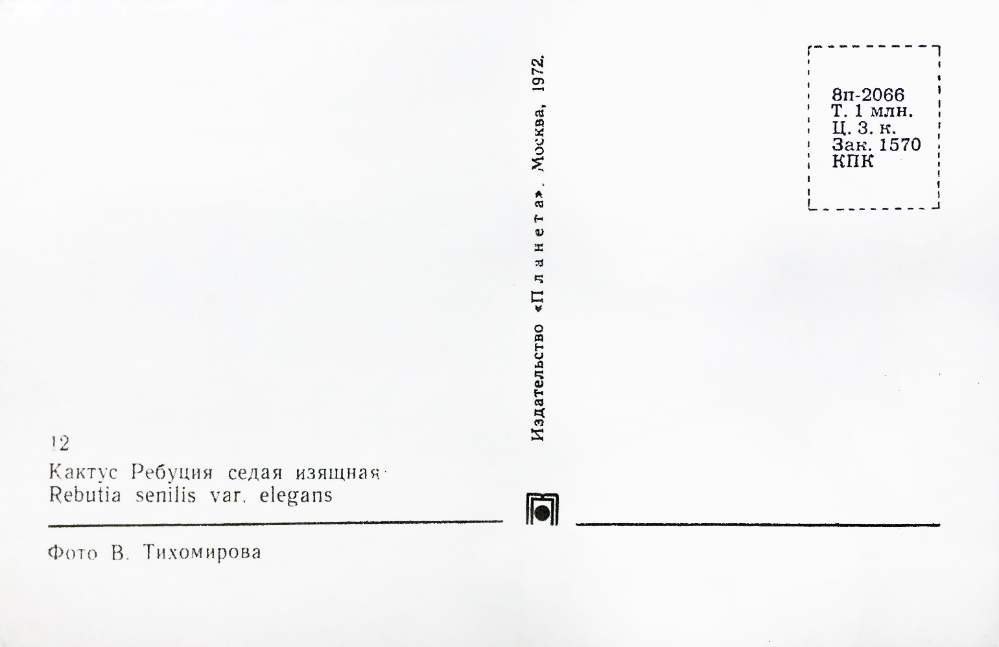 12
Кактус Ребуция седая изящная
Rebutia senilis var. elegans
Фото В. Тихомирова
Издательство «Планета». Москва, 1972.
8п-2066
Т. 1 млн.
Ц. 3. к.
Зак. 1570
КПК